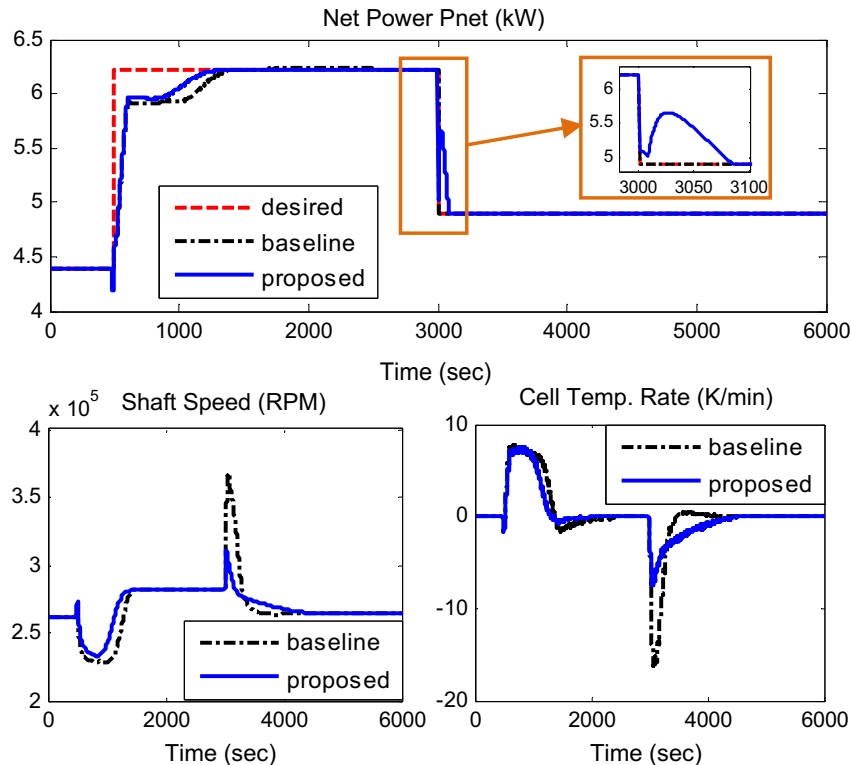 Net Power Pnet (kW)
6.5
6
5.5
5
4.5
4
6
5.5
5
3000 3050 3100
desired
baseline
proposed
0 1000 2000 3000 4000 5000 6000
Time (sec)
x 10^5
Shaft Speed (RPM)
4
3.5
3
2.5
2
baseline
proposed
0 2000 4000 6000
Time (sec)
Cell Temp. Rate (K/min)
10
0
-10
-20
baseline
proposed
0 2000 4000 6000
Time (sec)